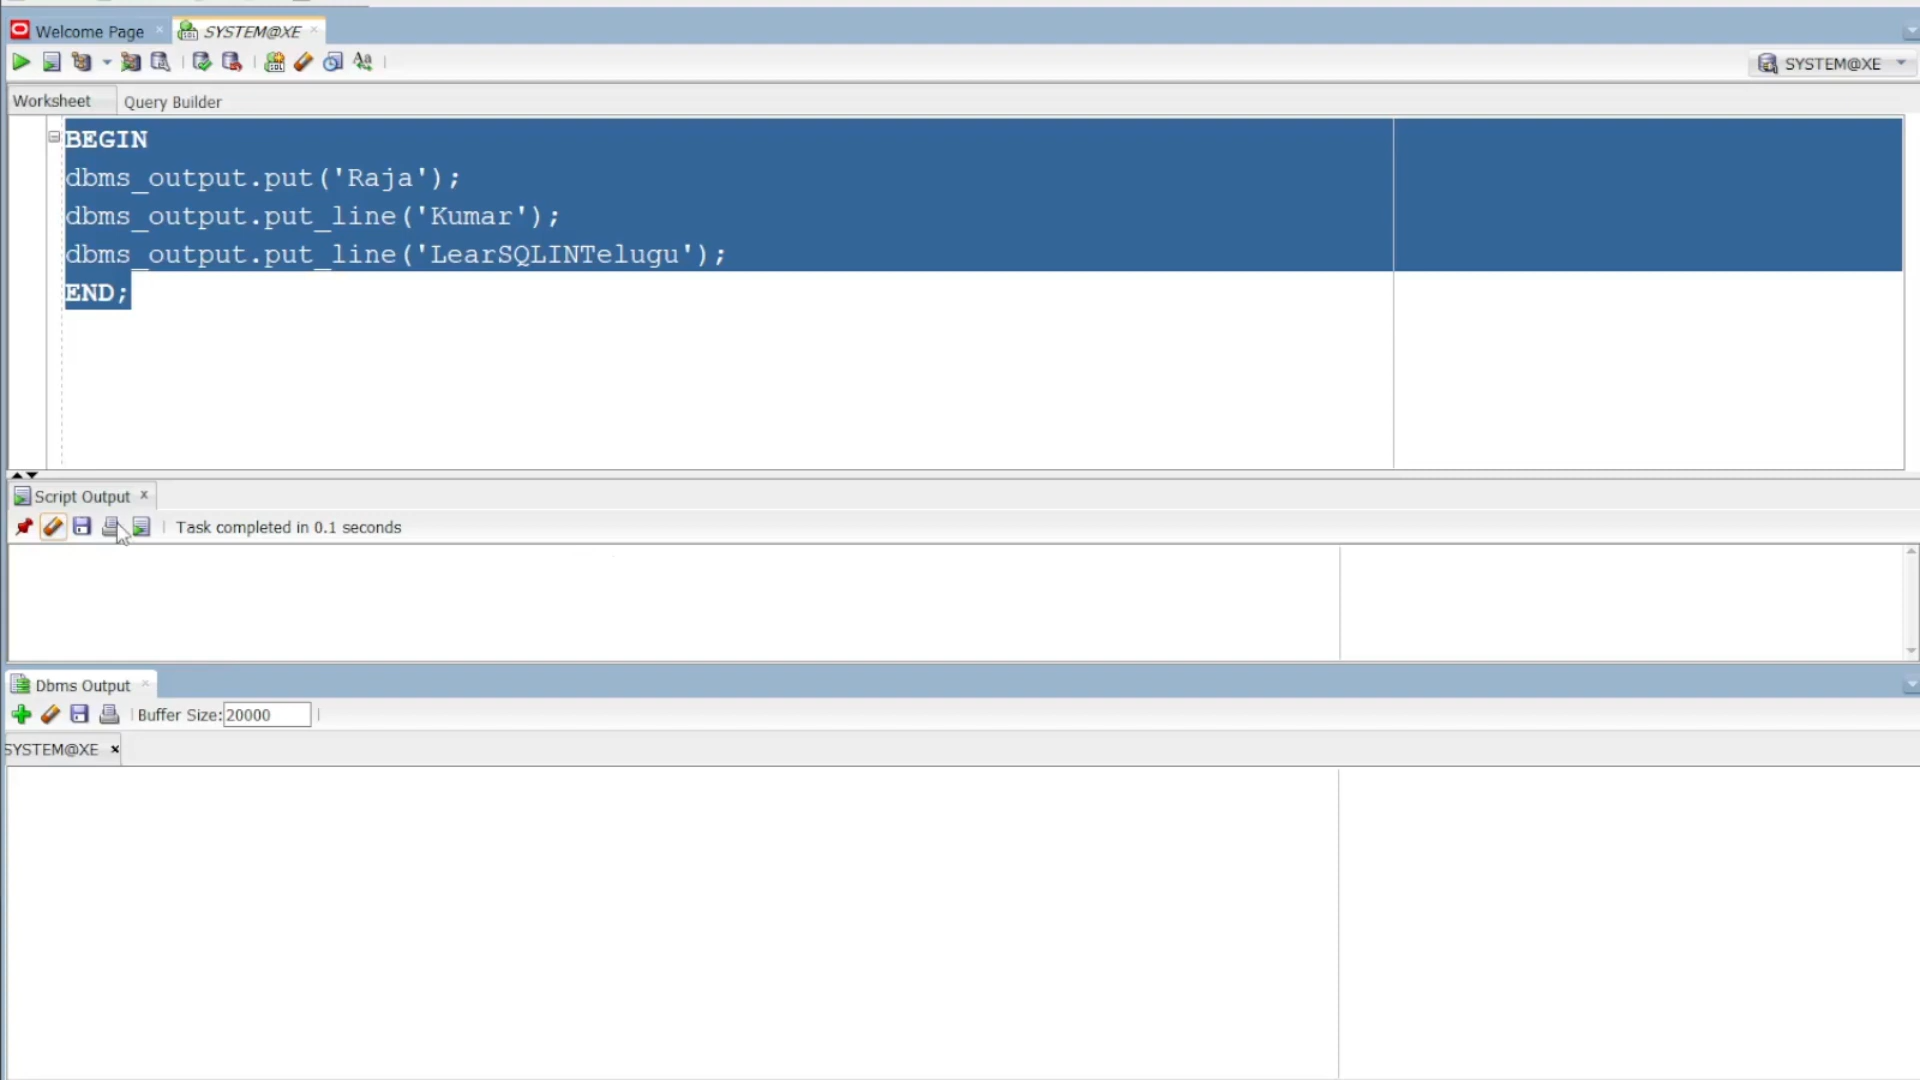 Welcome Page
SYSTEM@XE
SYSTEM@XE
Worksheet
Query Builder
BEGIN
dbms_output.put('Raja');
dbms_output.put_line('Kumar');
dbms_output.put_line('LearSQLINTelugu');
END;
Script Output
Task completed in 0.1 seconds
Dbms Output
Buffer Size: 20000
SYSTEM@XE